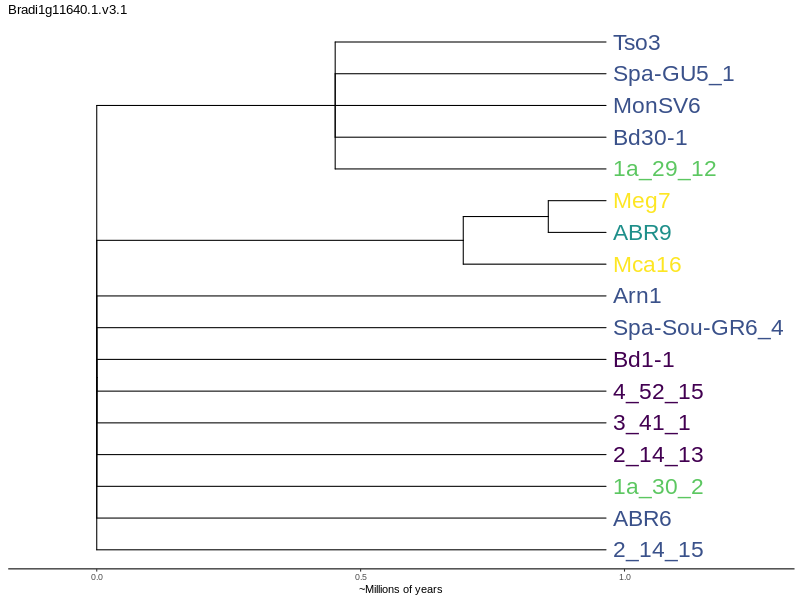 Bradi1g11640.1.v3.1
Tso3
Spa-GU5_1
MonSV6
Bd30-1
1a_29_12
Meg7
ABR9
Mca16
Arn1
Spa-Sou-GR6_4
Bd1-1
4_52_15
3_41_1
2_14_13
1a_30_2
ABR6
2_14_15
0.0 0.5 1.0
~Millions of years